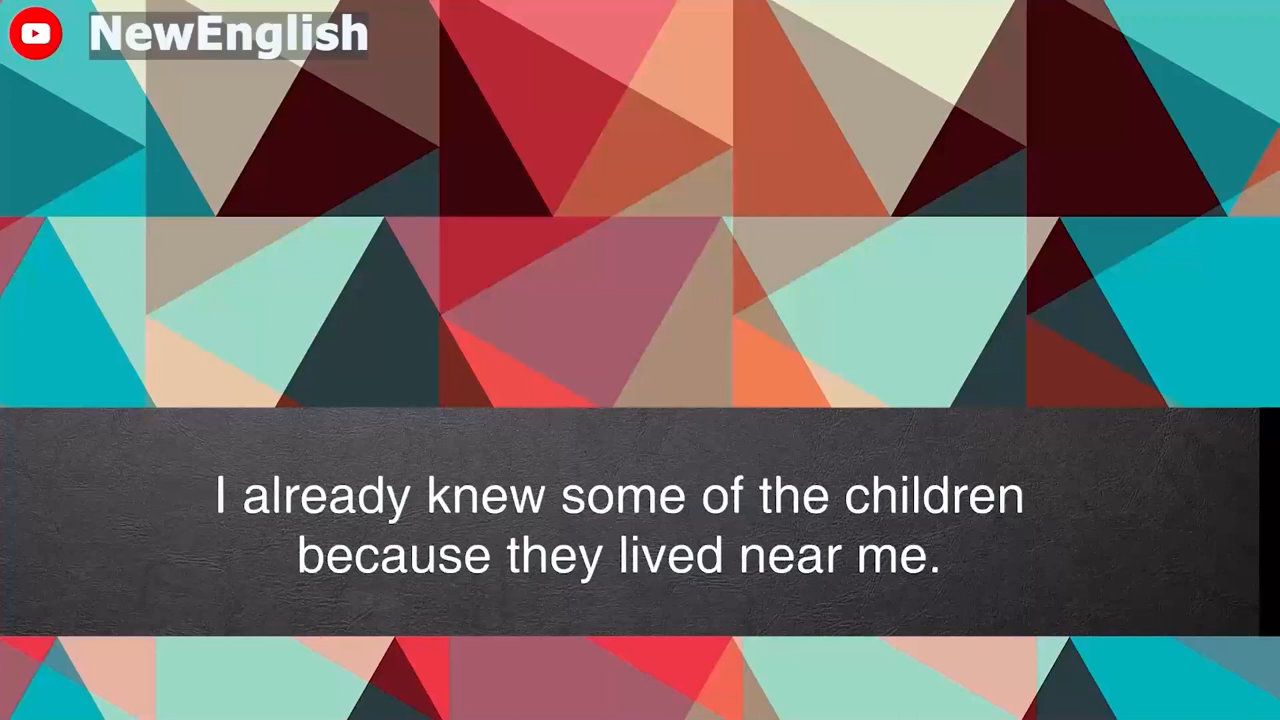 NewEnglish
I already knew some of the children
because they lived near me.